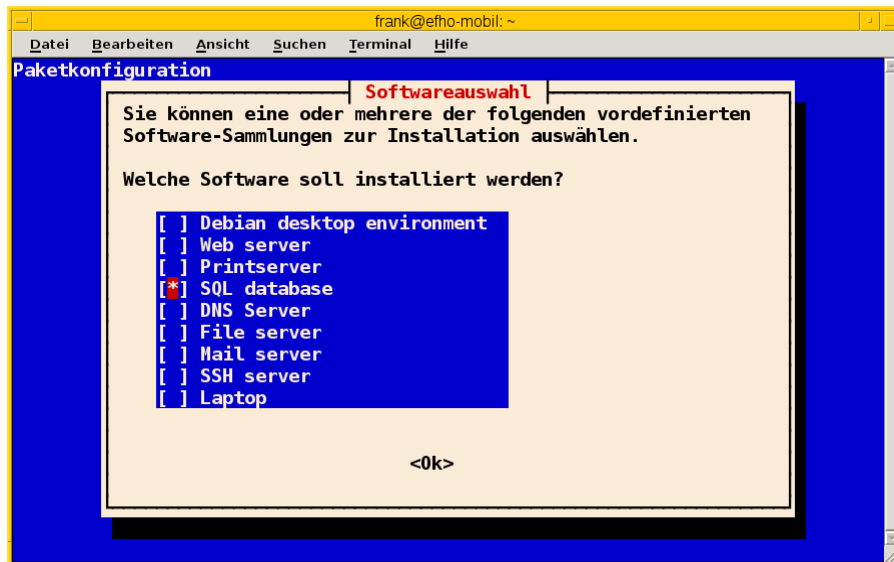 frank@efho-mobil: ~
Datei Bearbeiten Ansicht Suchen Terminal Hilfe
Paketkonfiguration
Softwareauswahl
Sie können eine oder mehrere der folgenden vordefinierten
Software-Sammlungen zur Installation auswählen.
Welche Software soll installiert werden?
[ ] Debian desktop environment
[ ] Web server
[ ] Printserver
[*] SQL database
[ ] DNS Server
[ ] File server
[ ] Mail server
[ ] SSH server
[ ] Laptop
<Ok>